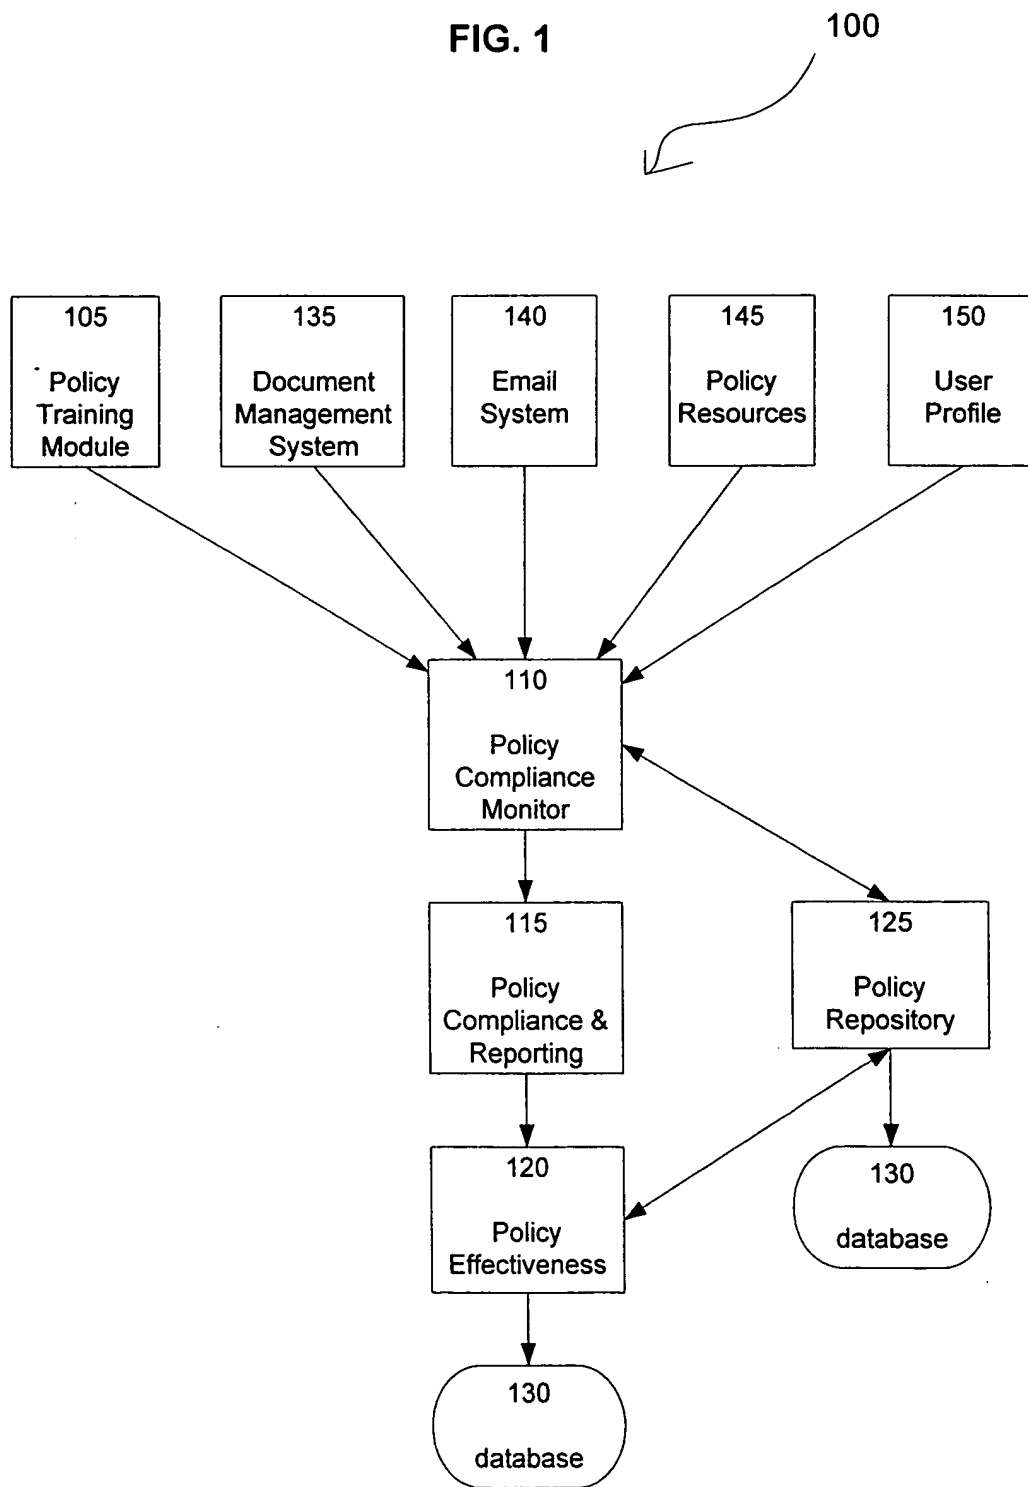 FIG. 1
100
105
Policy
Training
Module
135
Document
Management
System
140
Email
System
145
Policy
Resources
150
User
Profile
110
Policy
Compliance
Monitor
115
Policy
Compliance &
Reporting
125
Policy
Repository
120
Policy
Effectiveness
130
database
130
database